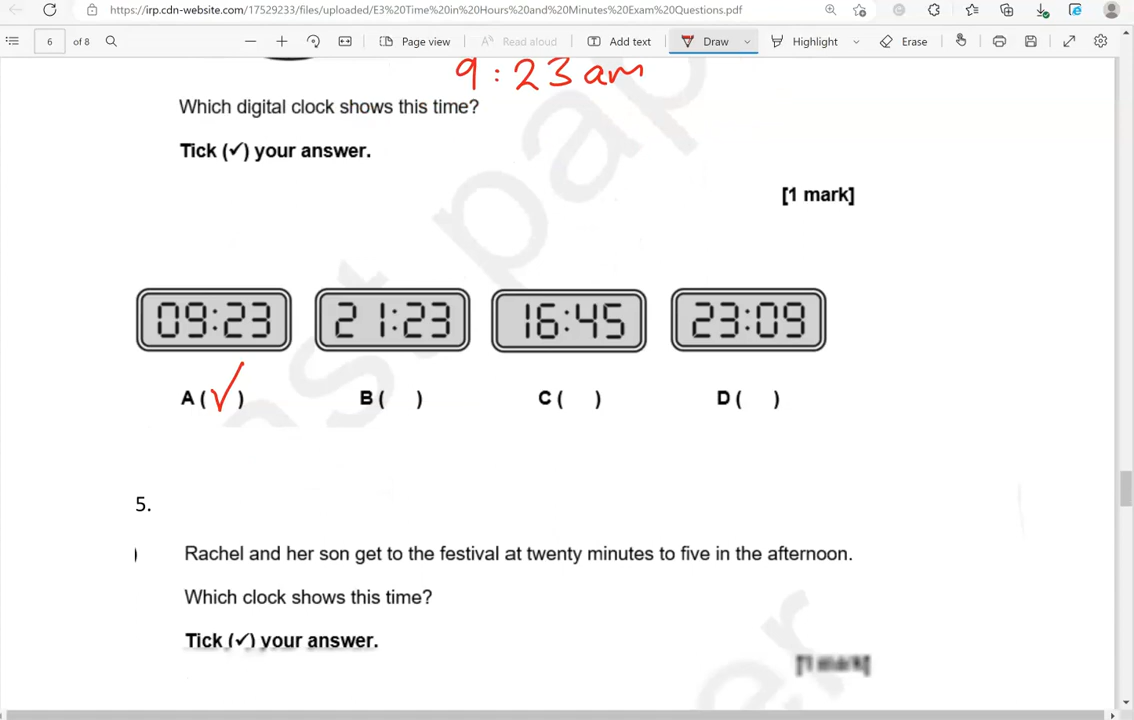 https://irp.cdn-website.com/17529233/files/uploaded/E3%20Time%20in%20Hours%20and%20Minutes%20Exam%20Questions.pdf
6 of 8 Page view Read aloud Add text Draw Highlight Erase
9:23am
Which digital clock shows this time?
Tick (✓) your answer.
[1 mark]
09:23 21:23 16:45 23:09
A (✓) B ( ) C ( ) D ( )
5.
) Rachel and her son get to the festival at twenty minutes to five in the afternoon.
Which clock shows this time?
Tick (✓) your answer.
[1 mark]